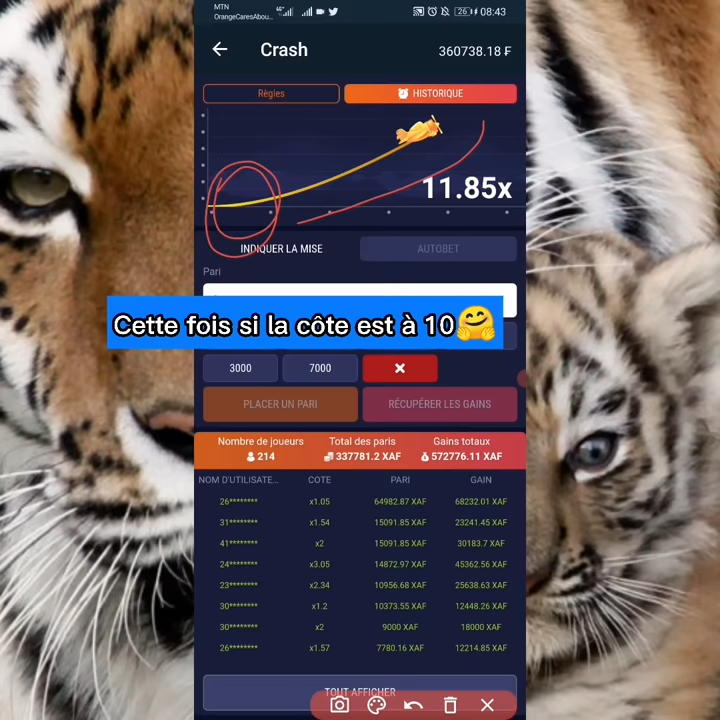 MTN
OrangeCaresAbou...
4G
26
08:43
Crash
360738.18 ₣
Règles
HISTORIQUE
11.85x
INDIQUER LA MISE
AUTOBET
Pari
Cette fois si la côte est à 10🤗
3000
7000
PLACER UN PARI
RÉCUPÉRER LES GAINS
Nombre de joueurs
Total des paris
Gains totaux
214
337781.2 XAF
572776.11 XAF
NOM D'UTILISATE...
COTE
PARI
GAIN
26********
x1.05
64982.87 XAF
68232.01 XAF
31********
x1.54
15091.85 XAF
23241.45 XAF
41********
x2
15091.85 XAF
30183.7 XAF
24********
x3.05
14872.97 XAF
45362.56 XAF
23********
x2.34
10956.68 XAF
25638.63 XAF
30********
x1.2
10373.55 XAF
12448.26 XAF
30********
x2
9000 XAF
18000 XAF
26********
x1.57
7780.16 XAF
12214.85 XAF
TOUT AFFICHER